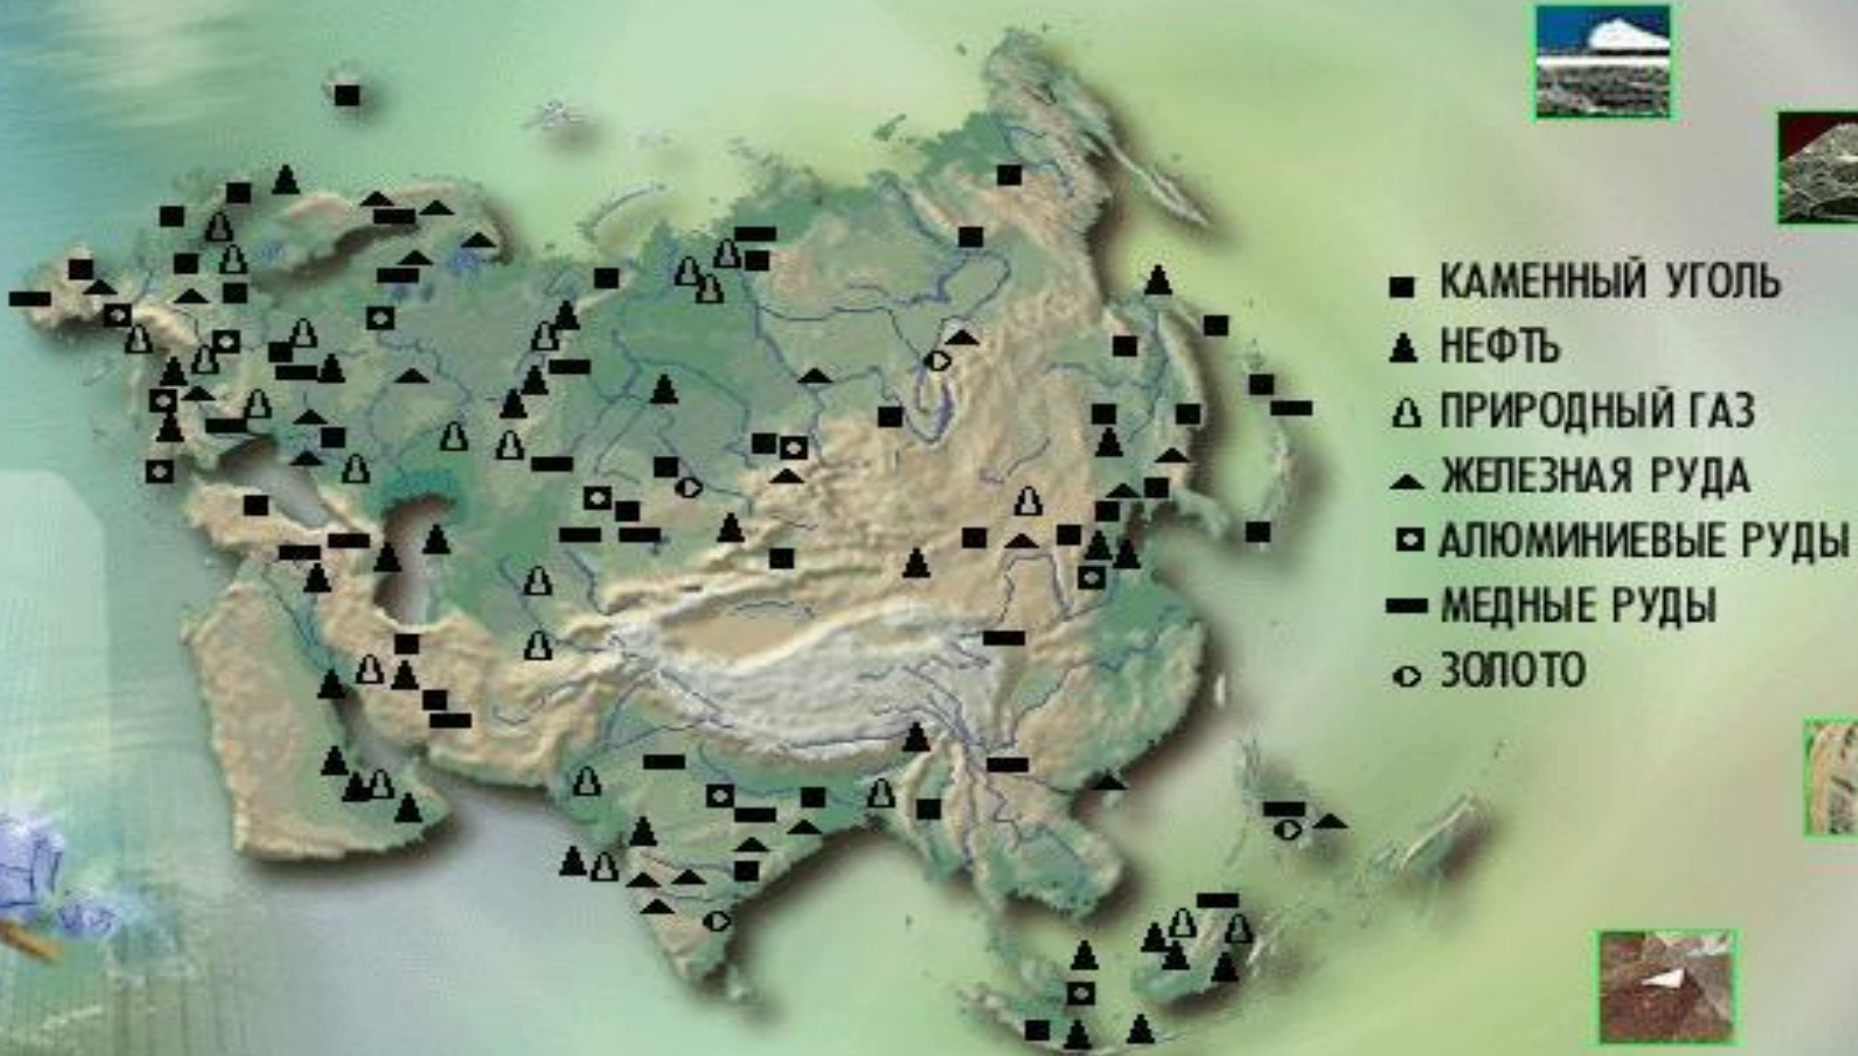 КАМЕННЫЙ УГОЛЬ
НЕФТЬ
ПРИРОДНЫЙ ГАЗ
ЖЕЛЕЗНАЯ РУДА
АЛЮМИНИЕВЫЕ РУДЫ
МЕДНЫЕ РУДЫ
ЗОЛОТО